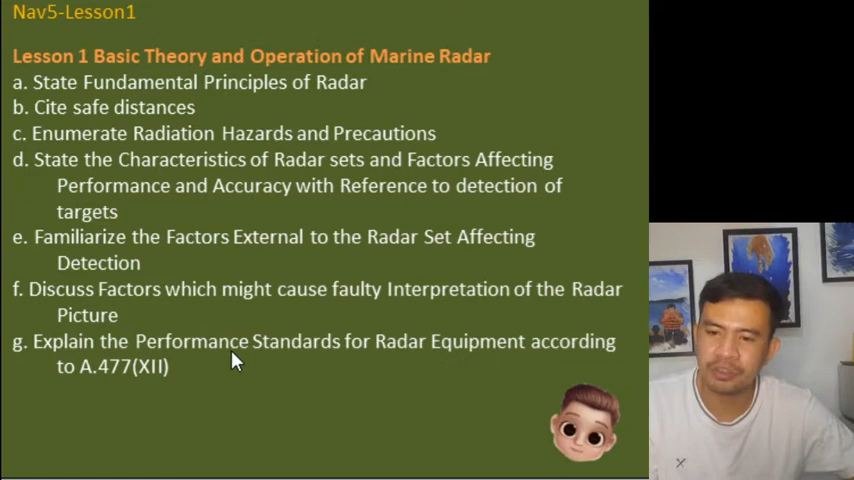 Nav5-Lesson1
Lesson 1 Basic Theory and Operation of Marine Radar
a. State Fundamental Principles of Radar
b. Cite safe distances
c. Enumerate Radiation Hazards and Precautions
d. State the Characteristics of Radar sets and Factors Affecting
Performance and Accuracy with Reference to detection of
targets
e. Familiarize the Factors External to the Radar Set Affecting
Detection
f. Discuss Factors which might cause faulty Interpretation of the Radar
Picture
g. Explain the Performance Standards for Radar Equipment according
to A.477(XII)